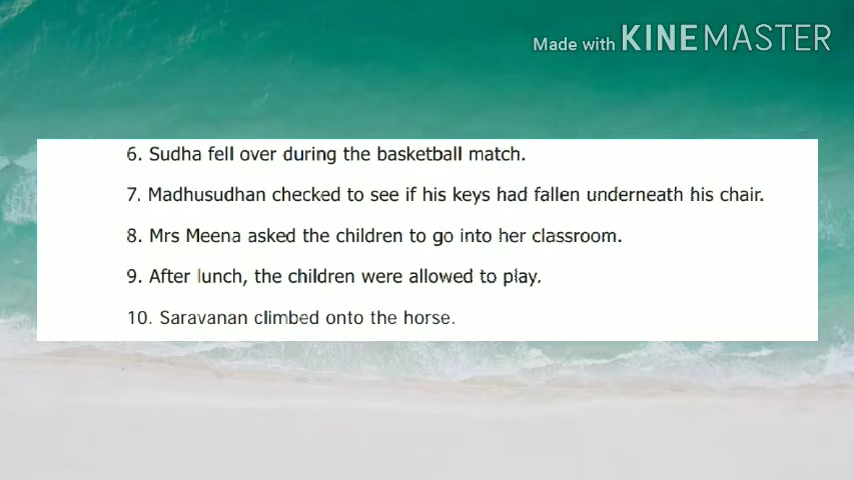 Made with KINEMASTER
6. Sudha fell over during the basketball match.
7. Madhusudhan checked to see if his keys had fallen underneath his chair.
8. Mrs Meena asked the children to go into her classroom.
9. After lunch, the children were allowed to play.
10. Saravanan climbed onto the horse.